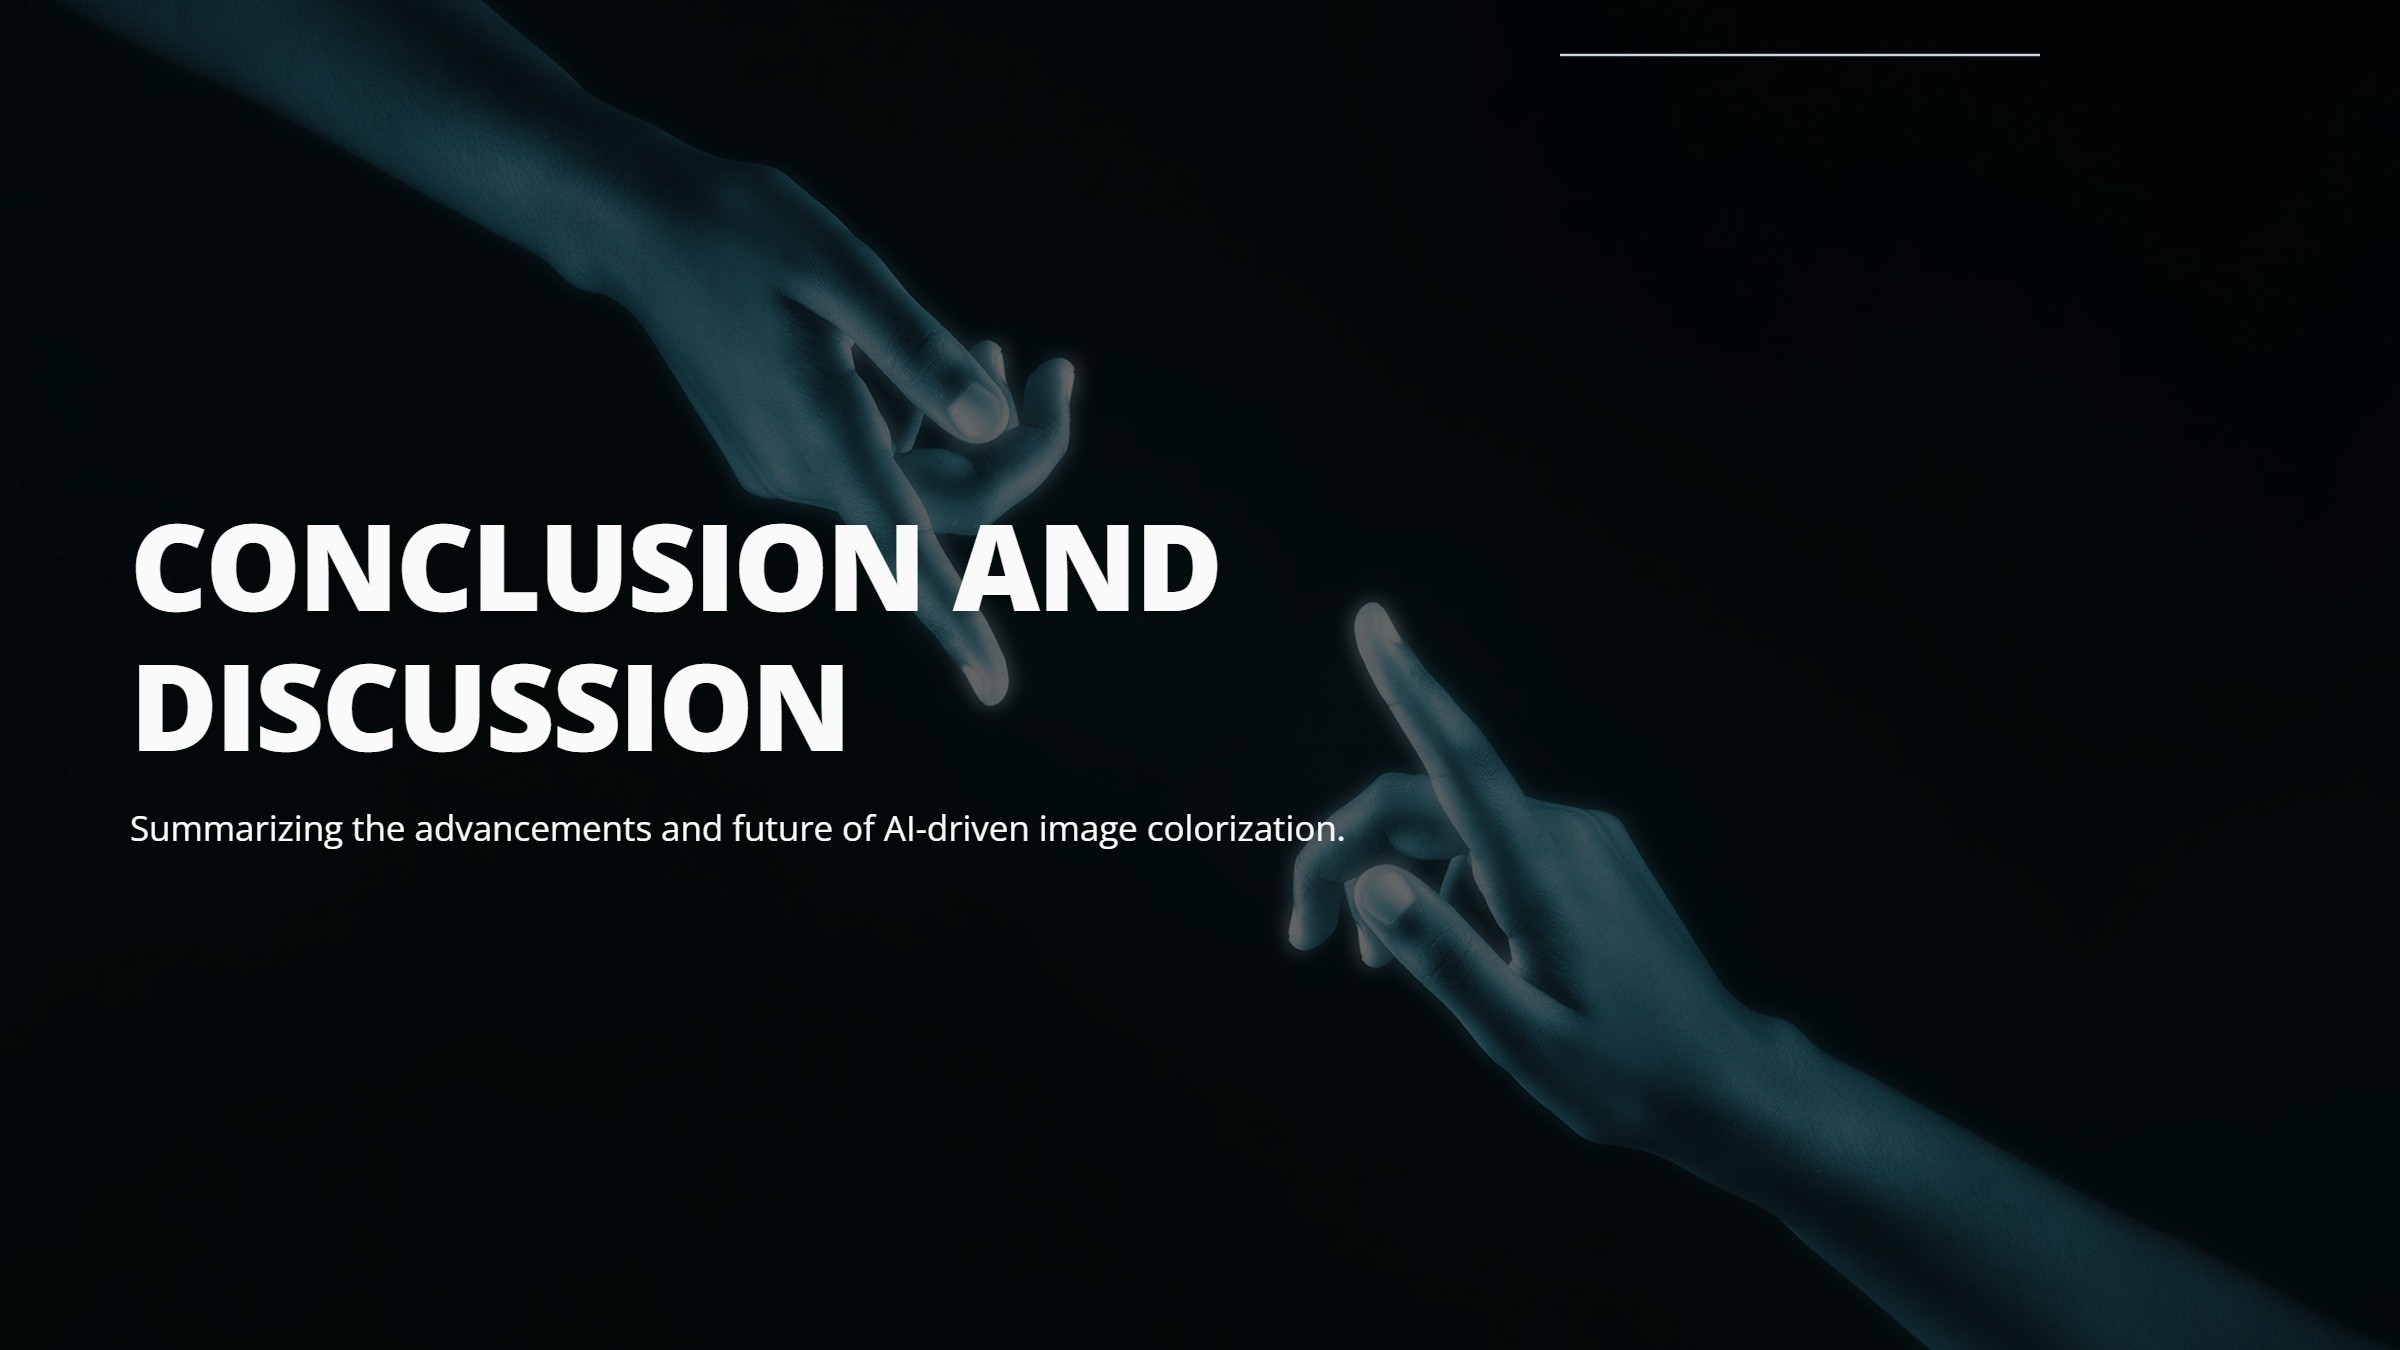 CONCLUSION AND
DISCUSSION
Summarizing the advancements and future of AI-driven image colorization.